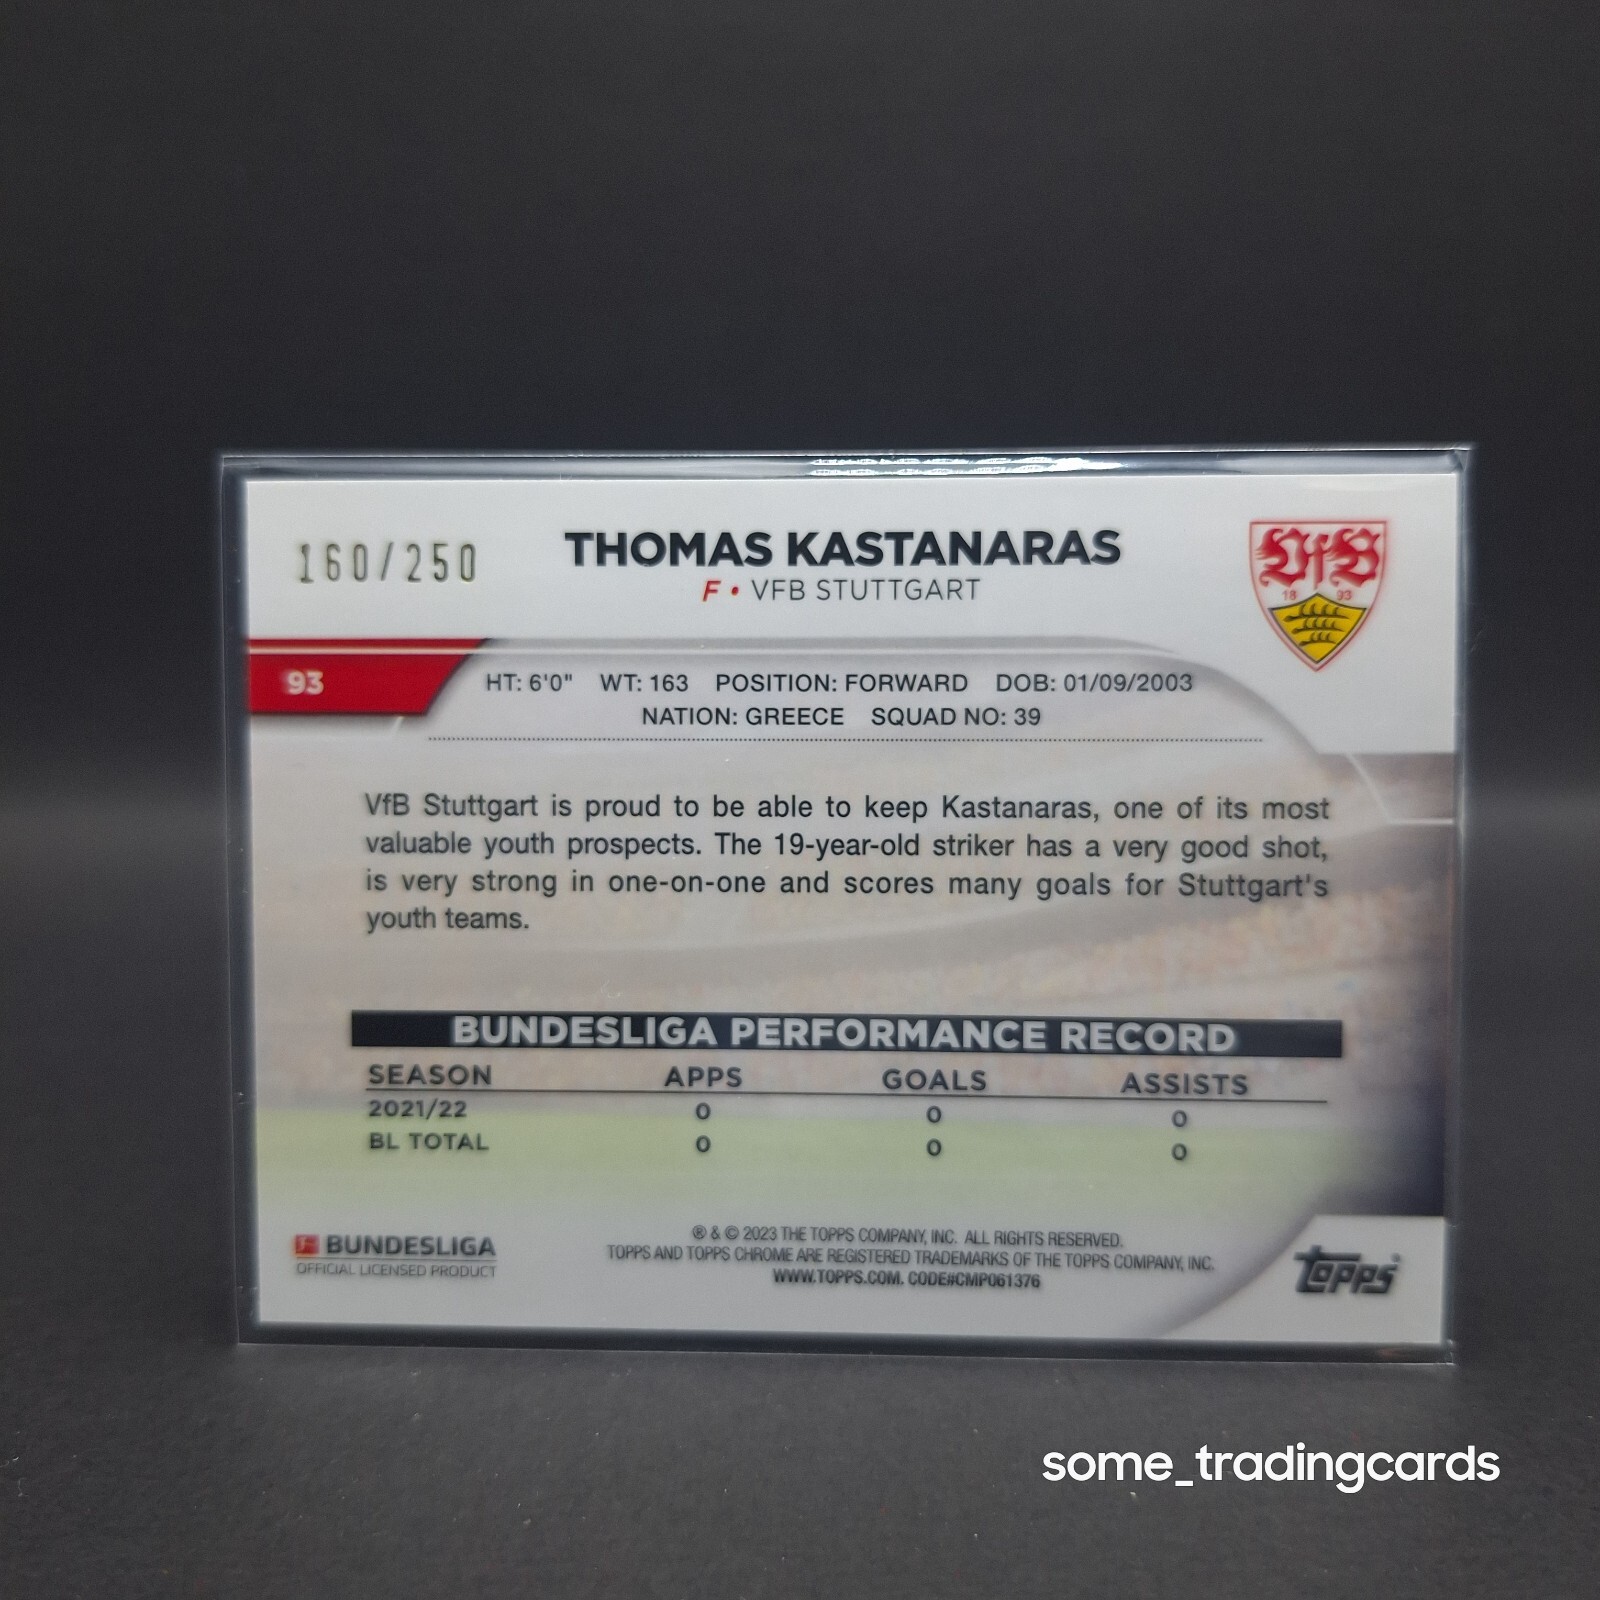 160/250
THOMAS KASTANARAS
F • VFB STUTTGART
VfB
18 93
93
HT: 6'0" WT: 163 POSITION: FORWARD DOB: 01/09/2003
NATION: GREECE SQUAD NO: 39
VfB Stuttgart is proud to be able to keep Kastanaras, one of its most
valuable youth prospects. The 19-year-old striker has a very good shot,
is very strong in one-on-one and scores many goals for Stuttgart's
youth teams.
BUNDESLIGA PERFORMANCE RECORD
SEASON APPS GOALS ASSISTS
2021/22 0 0 0
BL TOTAL 0 0 0
BUNDESLIGA
OFFICIAL LICENSED PRODUCT
® & © 2023 THE TOPPS COMPANY, INC. ALL RIGHTS RESERVED.
TOPPS AND TOPPS CHROME ARE REGISTERED TRADEMARKS OF THE TOPPS COMPANY, INC.
WWW.TOPPS.COM. CODE#CMP061376
topps
some_tradingcards